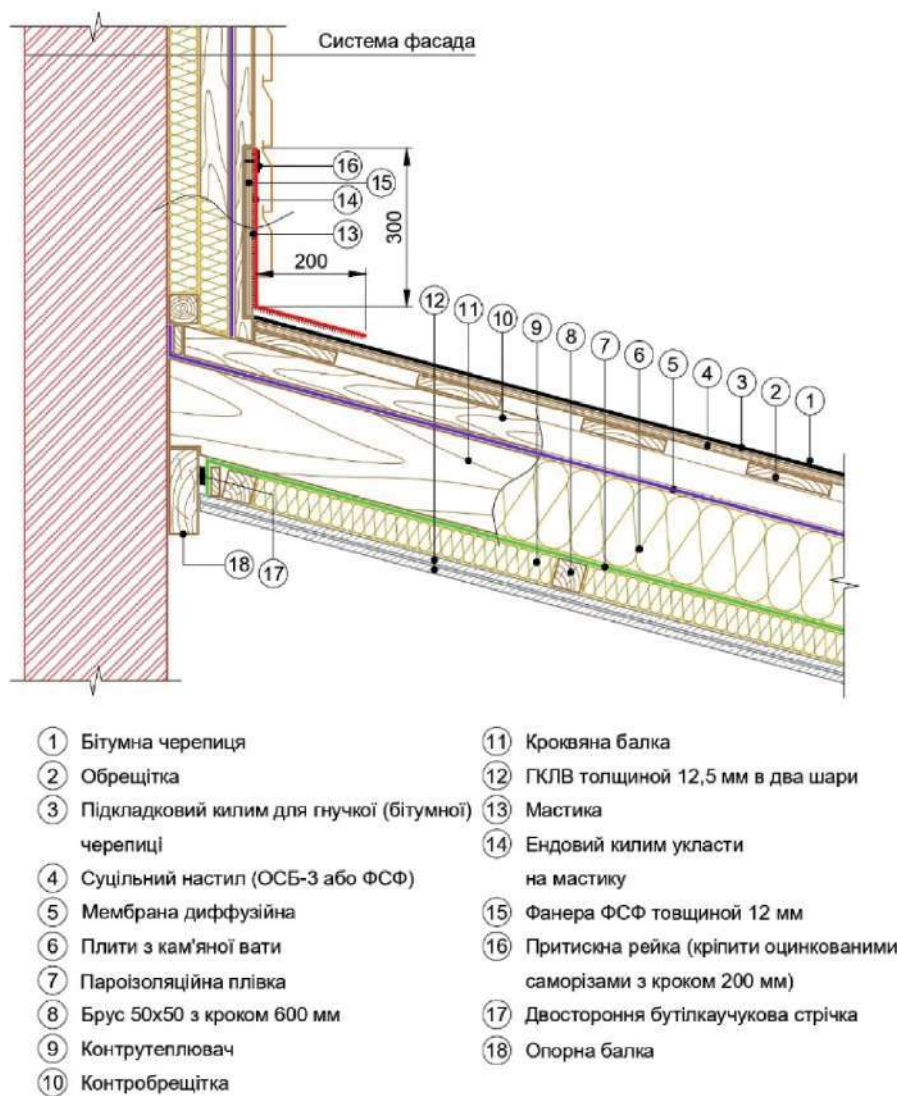 Система фасада
16
15
14
13
300
200
12
11
10
9
8
7
6
5
4
3
2
1
18
17
1 Бітумна черепиця
2 Обрещітка
3 Підкладковий килим для гнучкої (бітумної)
черепиці
4 Суцільний настил (ОСБ-3 або ФСФ)
5 Мембрана диффузійна
6 Плити з кам'яної вати
7 Пароізоляційна плівка
8 Брус 50х50 з кроком 600 мм
9 Контрутеплювач
10 Контробрещітка
11 Кроквяна балка
12 ГКЛВ толщиной 12,5 мм в два шари
13 Мастика
14 Ендовий килим укласти
на мастику
15 Фанера ФСФ товщиной 12 мм
16 Притискна рейка (кріпити оцинкованими
саморізами з кроком 200 мм)
17 Двостороння бутілкаучукова стрічка
18 Опорна балка